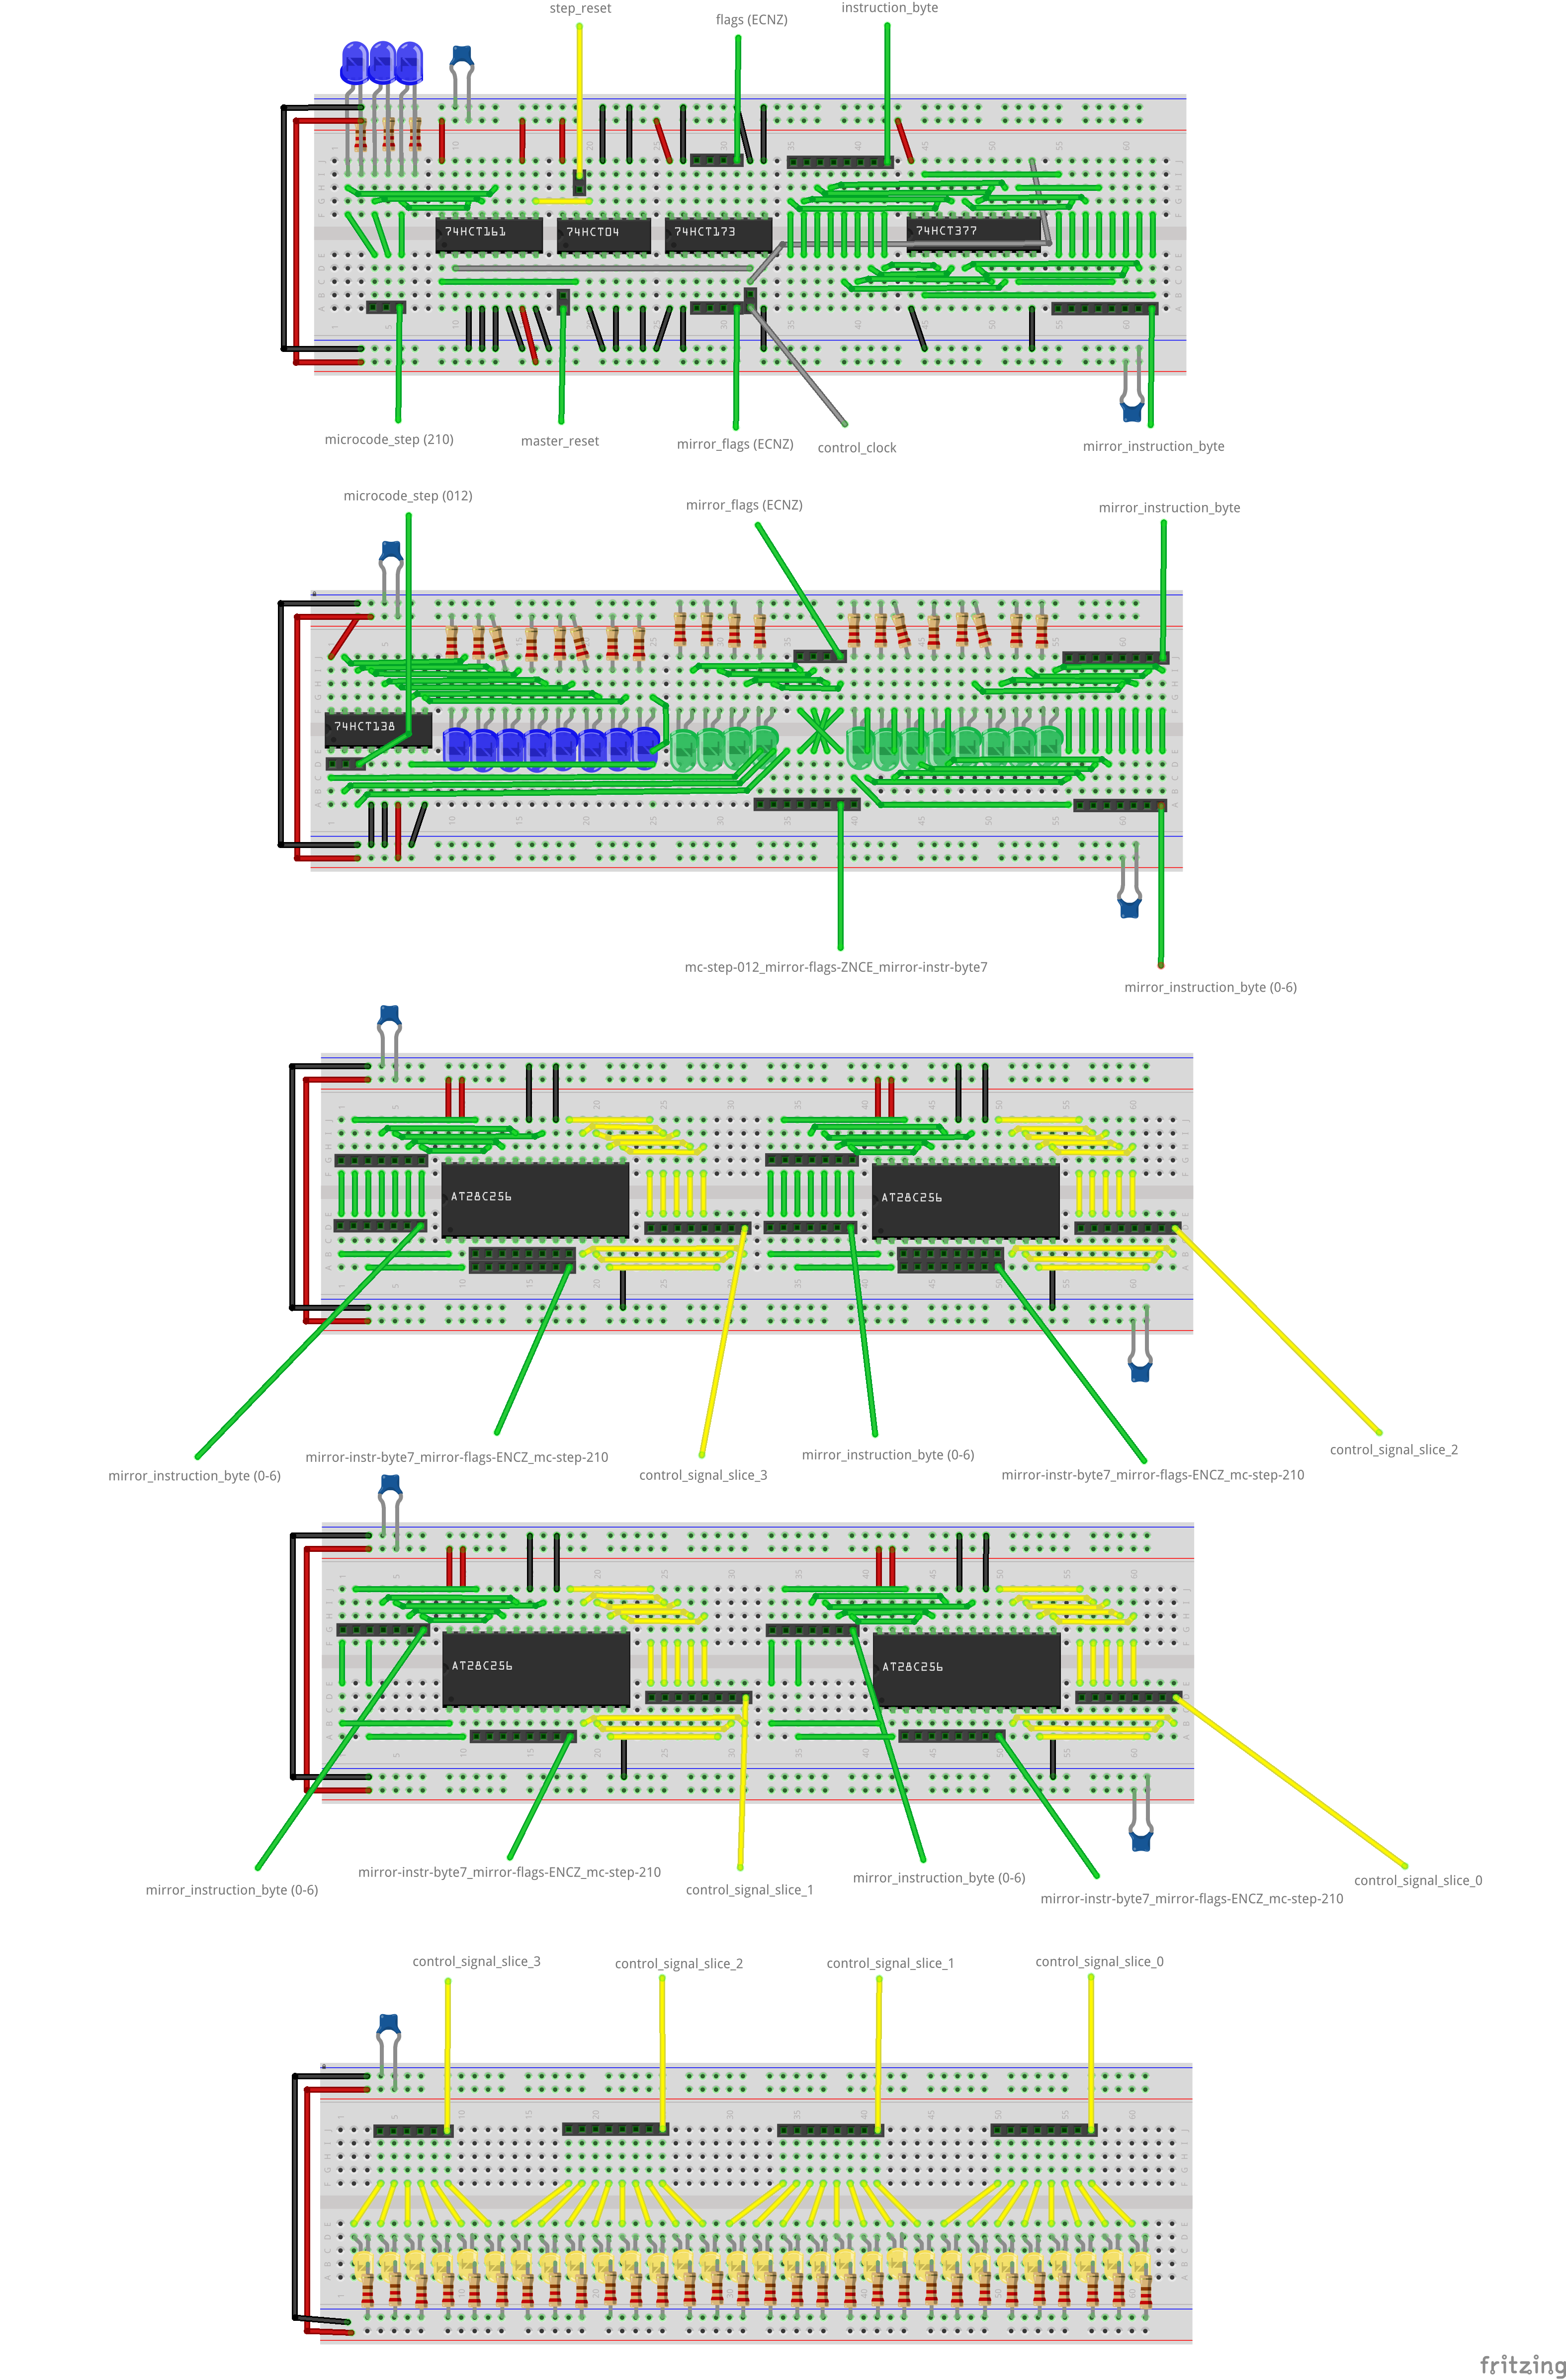 step_reset
flags (ECNZ)
instruction_byte
74HCT161
74HCT04
74HCT173
74HCT377
microcode_step (210)
master_reset
mirror_flags (ECNZ)
control_clock
mirror_instruction_byte
microcode_step (012)
mirror_flags (ECNZ)
mirror_instruction_byte
74HCT138
mc-step-012_mirror-flags-ZNCE_mirror-instr-byte7
mirror_instruction_byte (0-6)
AT28C256
AT28C256
mirror_instruction_byte (0-6)
mirror-instr-byte7_mirror-flags-ENCZ_mc-step-210
control_signal_slice_3
mirror_instruction_byte (0-6)
mirror-instr-byte7_mirror-flags-ENCZ_mc-step-210
control_signal_slice_2
AT28C256
AT28C256
mirror_instruction_byte (0-6)
mirror-instr-byte7_mirror-flags-ENCZ_mc-step-210
control_signal_slice_1
mirror_instruction_byte (0-6)
mirror-instr-byte7_mirror-flags-ENCZ_mc-step-210
control_signal_slice_0
control_signal_slice_3
control_signal_slice_2
control_signal_slice_1
control_signal_slice_0
fritzing